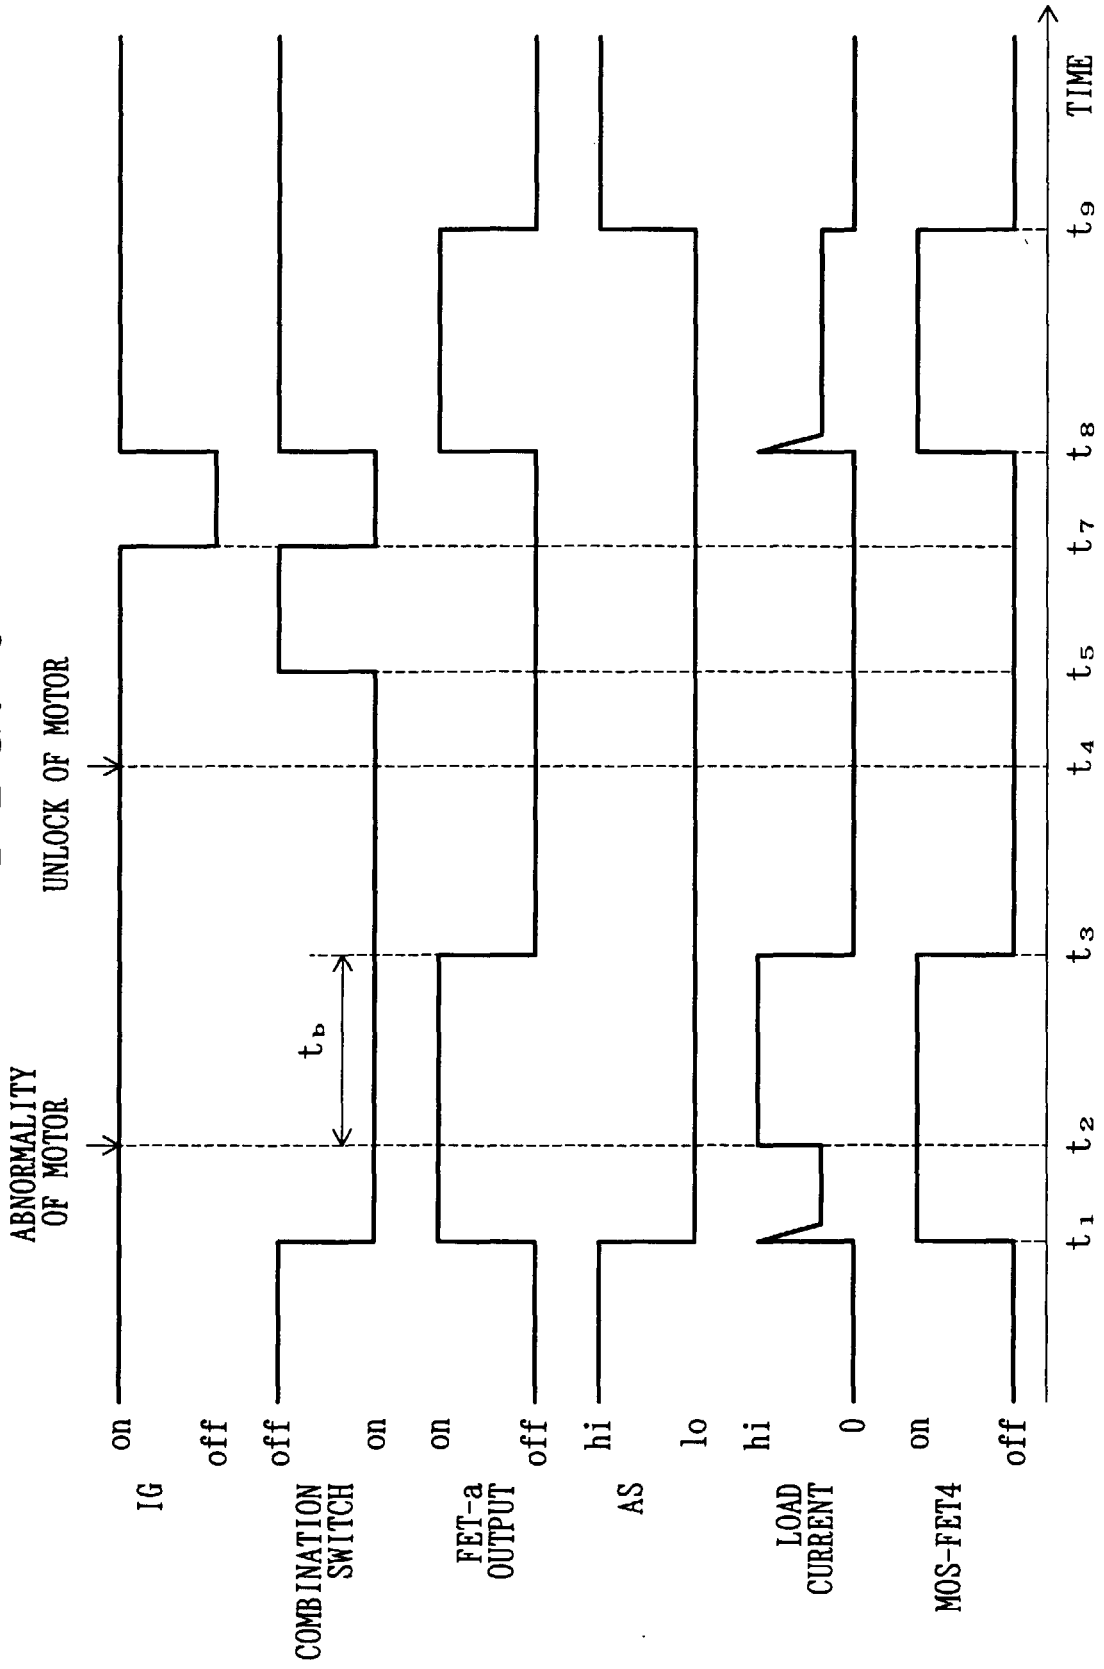 ABNORMALITY
OF MOTOR
UNLOCK OF MOTOR
IG
on
off
COMBINATION
SWITCH
off
on
t_b
FET-a
OUTPUT
on
off
AS
hi
lo
LOAD
CURRENT
hi
0
MOS-FET4
on
off
t1
t2
t3
t4
t5
t7
t8
t9
TIME